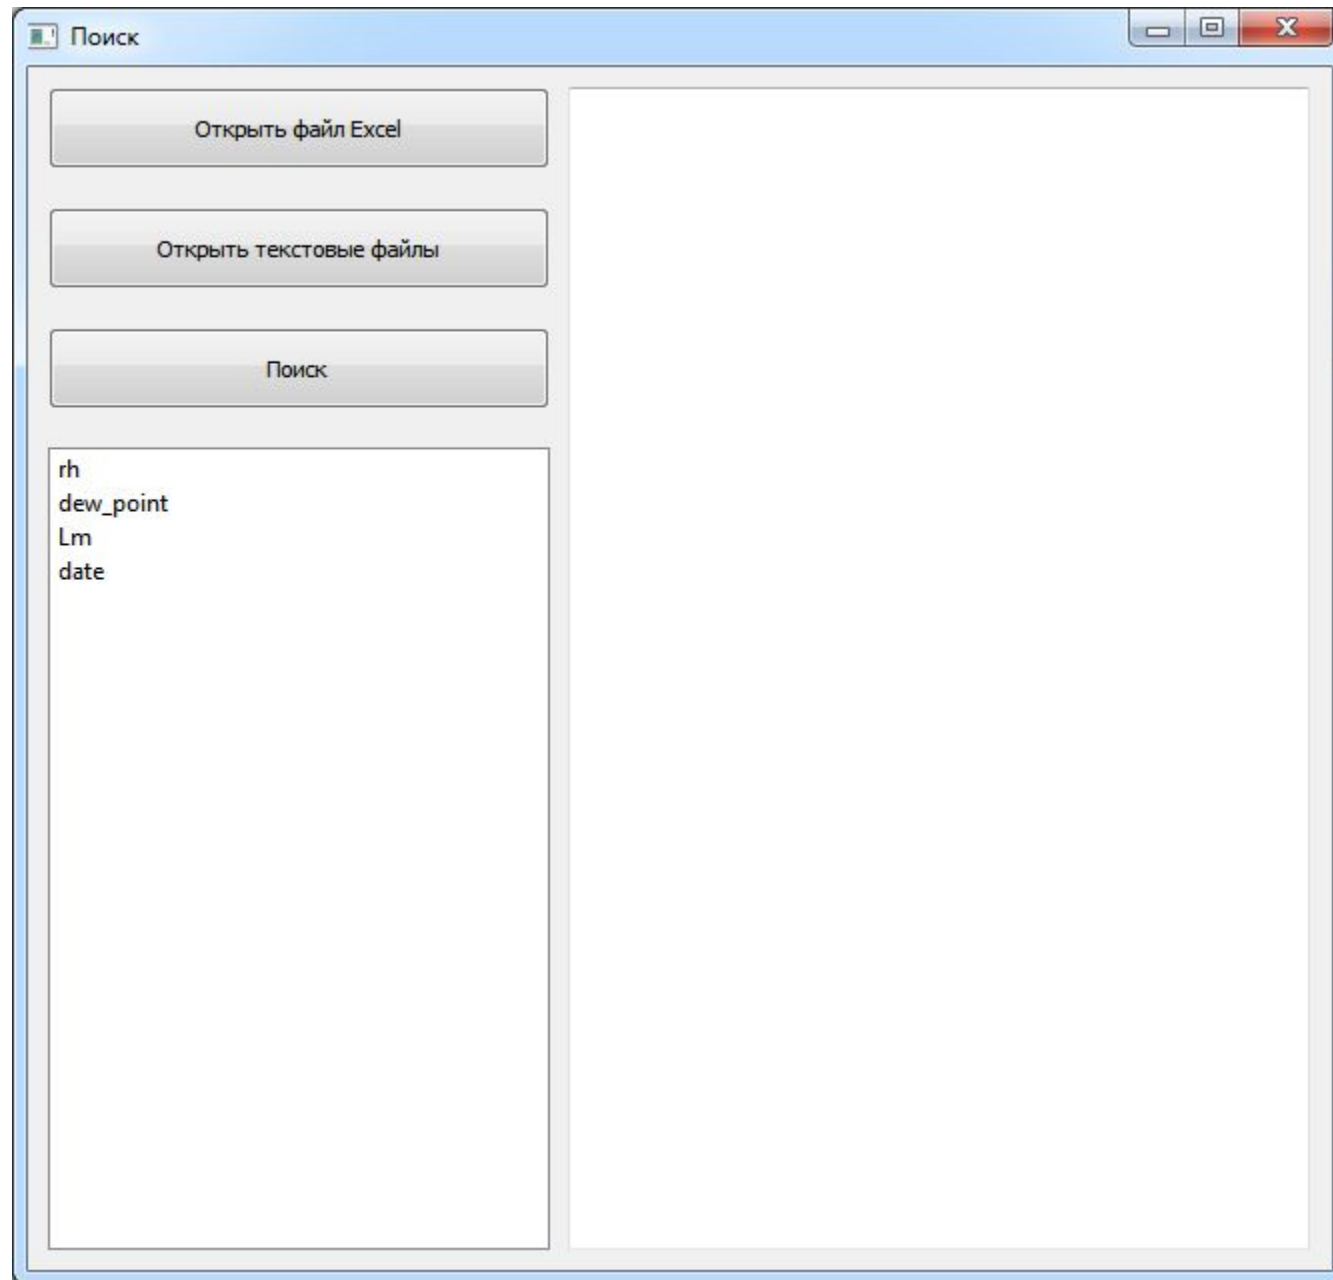 Поиск
Открыть файл Excel
Открыть текстовые файлы
Поиск
rh
dew_point
Lm
date